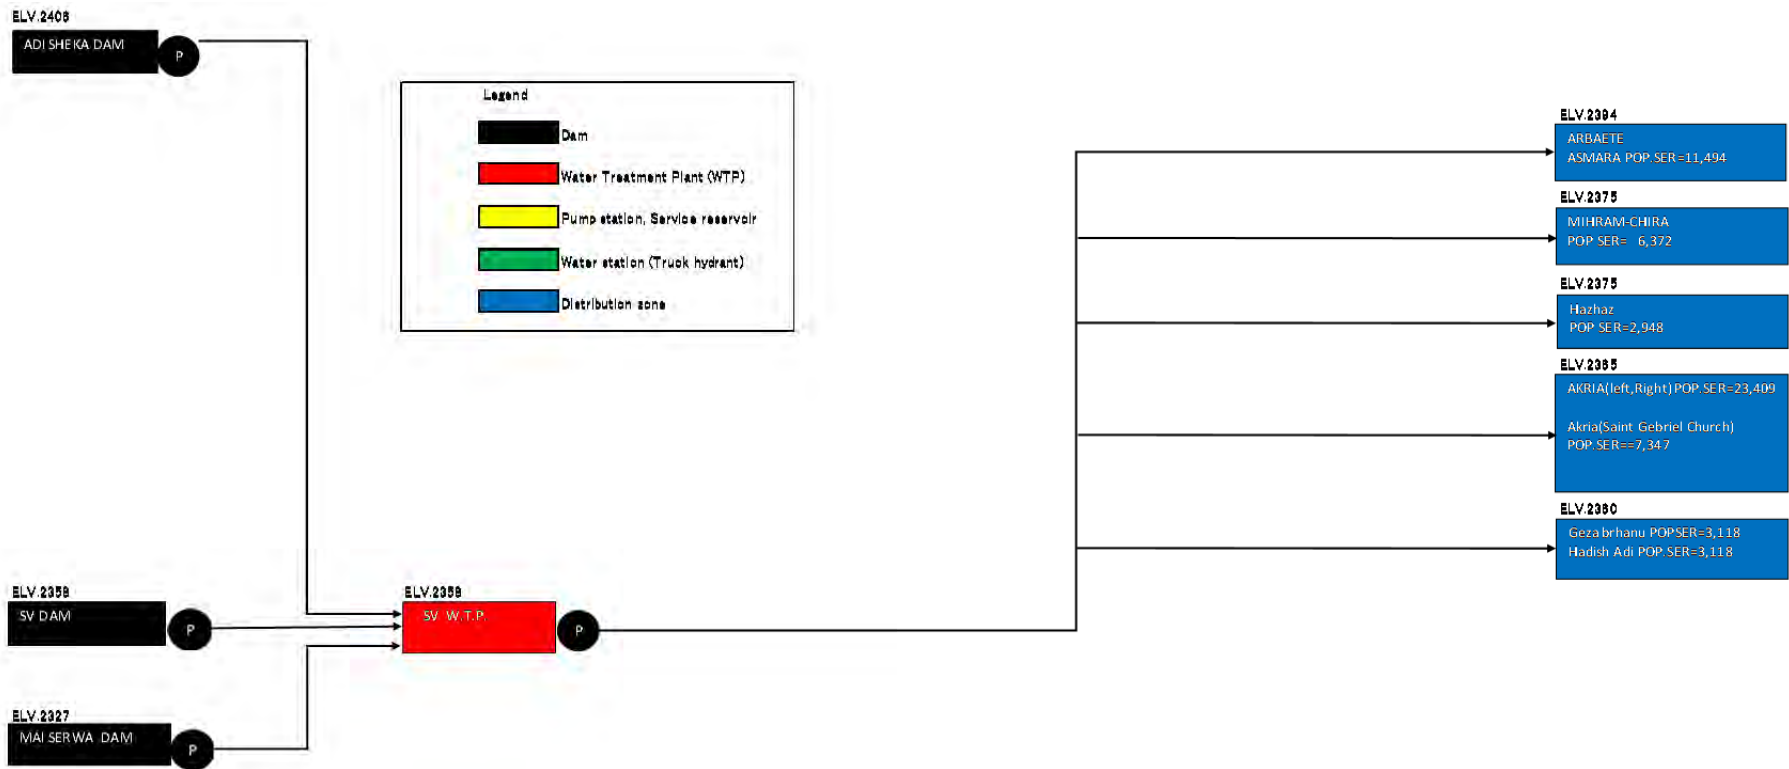 ELV.2406
ADI SHEKA DAM
P
Legend
Dam
Water Treatment Plant (WTP)
Pump station, Service reservoir
Water station (Truck hydrant)
Distribution zone
ELV.2394
ARBAETE
ASMARA POP.SER=11,494
ELV.2375
MIHRAM-CHIRA
POP SER= 6,372
ELV.2375
Hazhaz
POP SER=2,948
ELV.2365
AKRIA(left,Right)POP.SER=23,409
Akria(Saint Gebriel Church)
POP.SER==7,347
ELV.2360
Geza brhanu POPSER=3,118
Hadish Adi POP.SER=3,118
ELV.2359
SV DAM
P
ELV.2359
SV W.T.P.
P
ELV.2327
MAI SERWA DAM
P